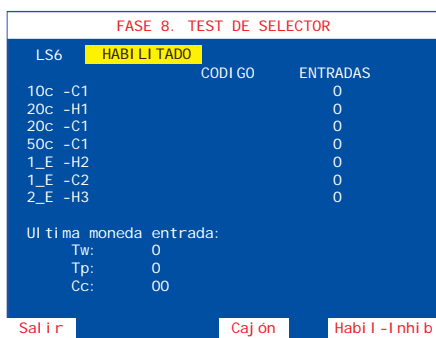 FASE 8. TEST DE SELECTOR
LS6 HABILITADO
CODIGO ENTRADAS
10c -C1 0
20c -H1 0
20c -C1 0
50c -C1 0
1_E -H2 0
1_E -C2 0
2_E -H3 0
Ultima moneda entrada:
Tw: 0
Tp: 0
Cc: 00
Salir Cajón Habil-Inhib